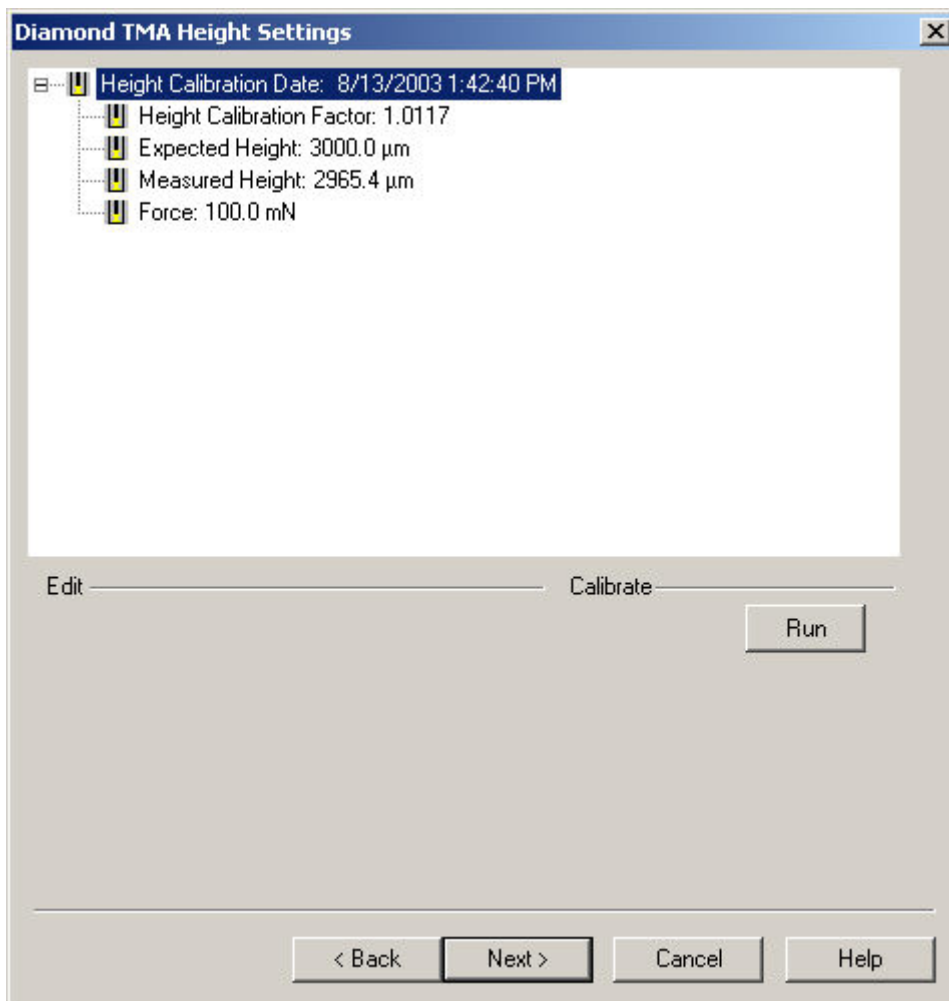 Diamond TMA Height Settings
Height Calibration Date:  8/13/2003 1:42:40 PM
Height Calibration Factor: 1.0117
Expected Height: 3000.0 µm
Measured Height: 2965.4 µm
Force: 100.0 mN
Edit
Calibrate
Run
< Back
Next >
Cancel
Help